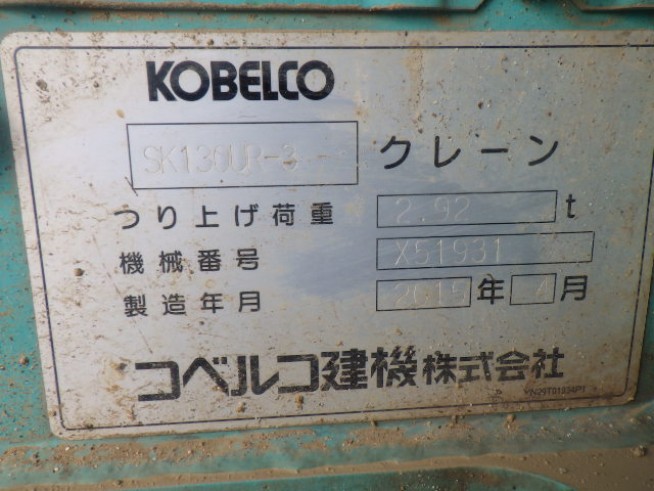 KOBELCO
SK130UR-3 クレーン
つり上げ荷重 2.92 t
機械番号 X51931
製造年月 2015 年 4 月
コベルコ建機株式会社